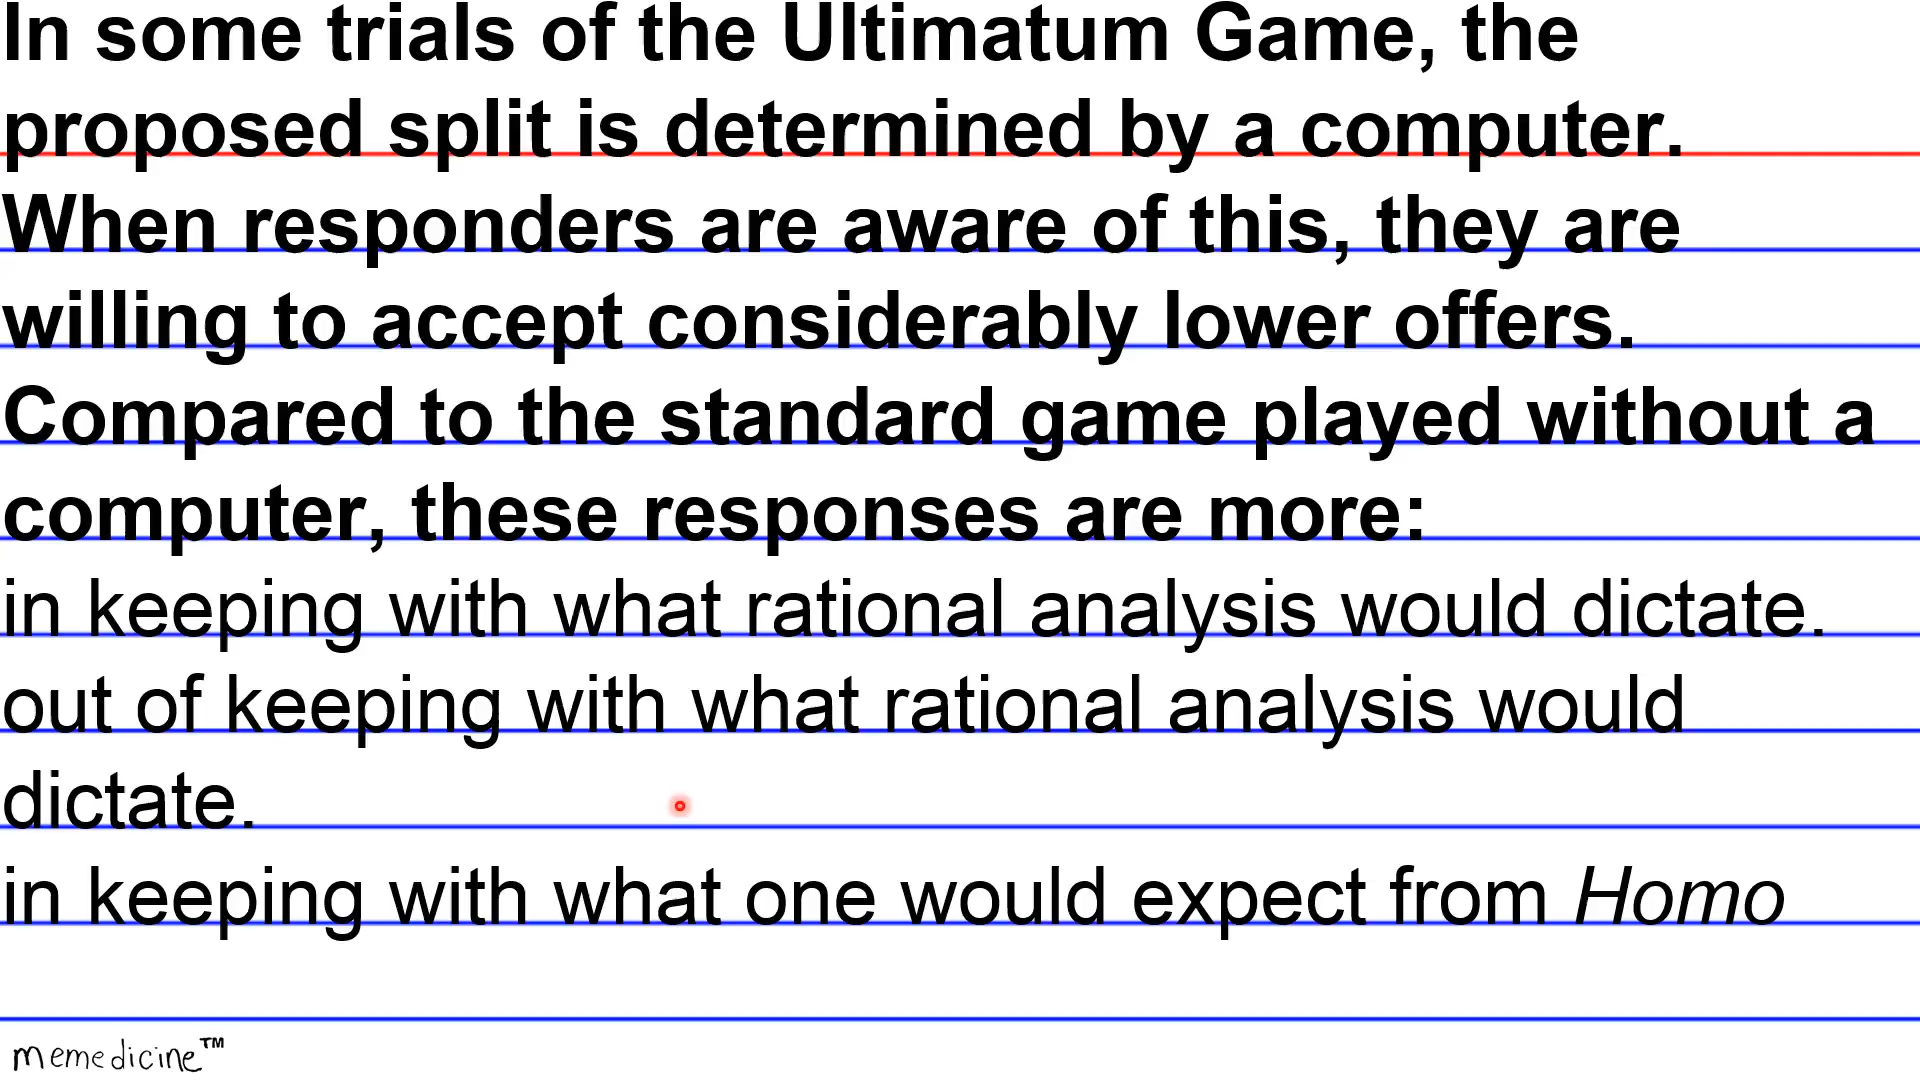 In some trials of the Ultimatum Game, the
proposed split is determined by a computer.
When responders are aware of this, they are
willing to accept considerably lower offers.
Compared to the standard game played without a
computer, these responses are more:
in keeping with what rational analysis would dictate.
out of keeping with what rational analysis would
dictate.
in keeping with what one would expect from Homo
memedicine™